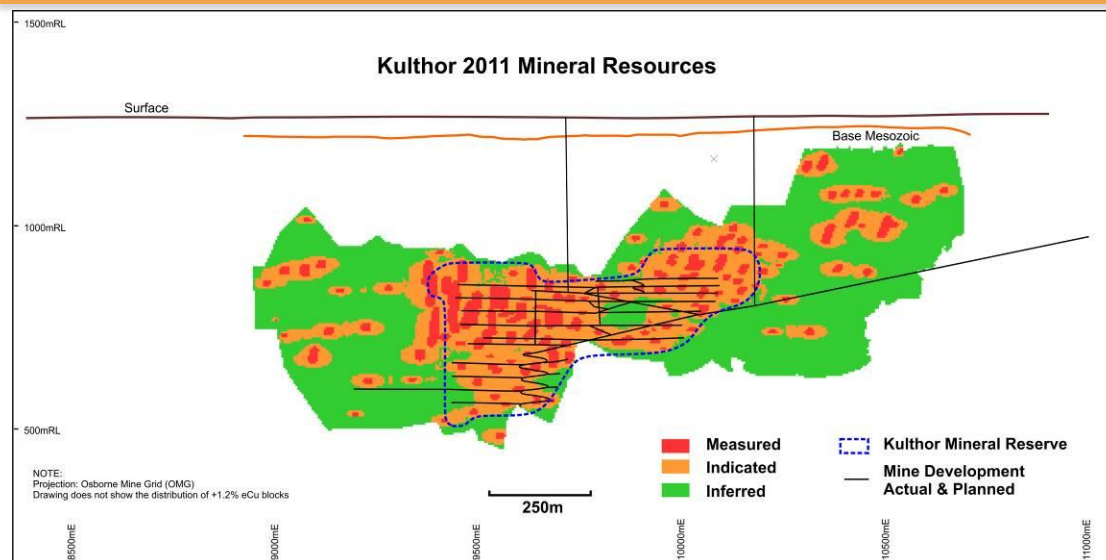 1500mRL
Kulthor 2011 Mineral Resources
Surface
Base Mesozoic
1000mRL
500mRL
Measured
Indicated
Inferred
Kulthor Mineral Reserve
Mine Development
Actual & Planned
NOTE:
Projection: Osborne Mine Grid (OMG)
Drawing does not show the distribution of +1.2% eCu blocks
250m
8500mE
9000mE
9500mE
10000mE
10500mE
11000mE